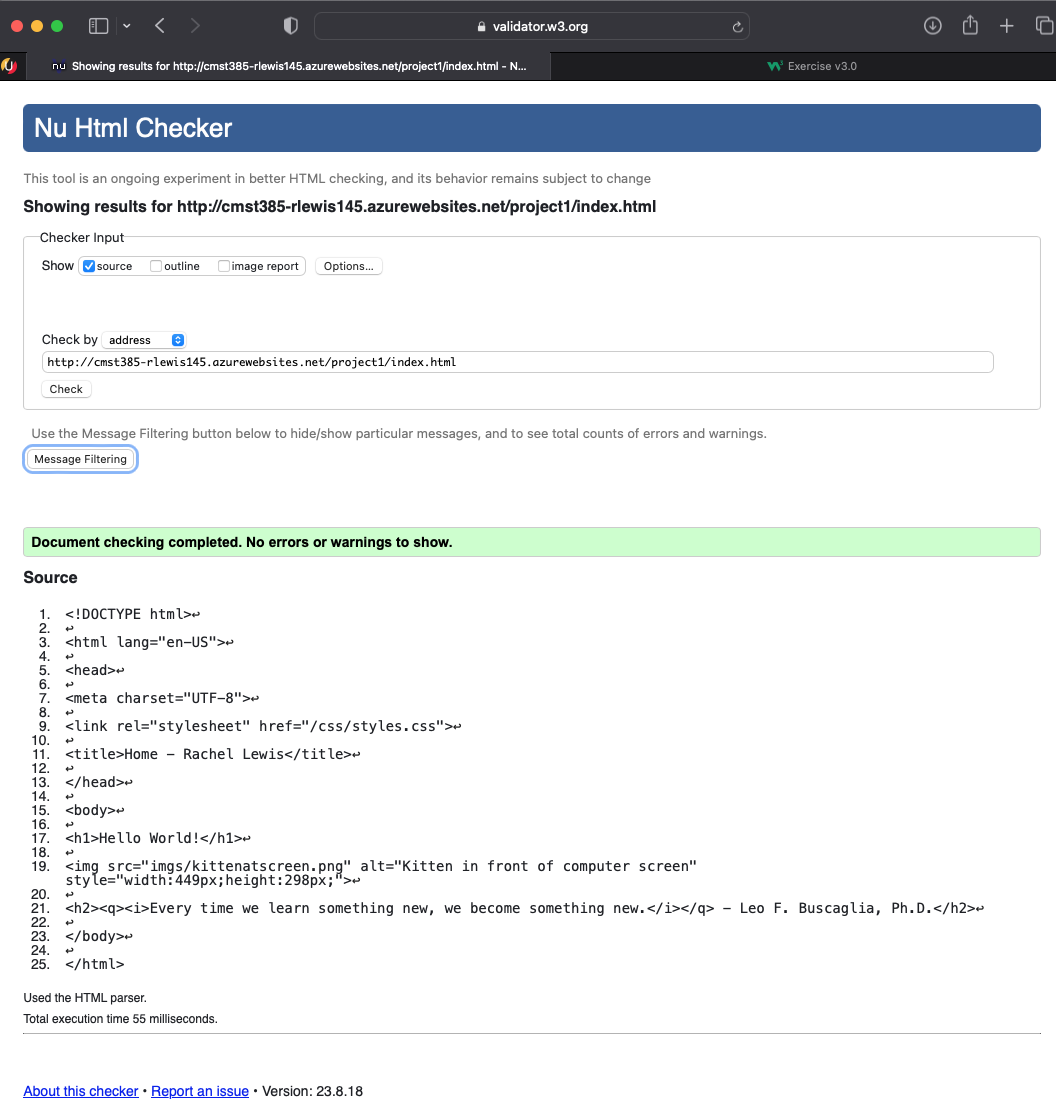 validator.w3.org
nu Showing results for http://cmst385-rlewis145.azurewebsites.net/project1/index.html - N...
Exercise v3.0
Nu Html Checker
This tool is an ongoing experiment in better HTML checking, and its behavior remains subject to change
Showing results for http://cmst385-rlewis145.azurewebsites.net/project1/index.html
Checker Input
Show source outline image report Options...
Check by address
http://cmst385-rlewis145.azurewebsites.net/project1/index.html
Check
Use the Message Filtering button below to hide/show particular messages, and to see total counts of errors and warnings.
Message Filtering
Document checking completed. No errors or warnings to show.
Source
1. <!DOCTYPE html>↩
2. ↩
3. <html lang="en-US">↩
4. ↩
5. <head>↩
6. ↩
7. <meta charset="UTF-8">↩
8. ↩
9. <link rel="stylesheet" href="/css/styles.css">↩
10. ↩
11. <title>Home – Rachel Lewis</title>↩
12. ↩
13. </head>↩
14. ↩
15. <body>↩
16. ↩
17. <h1>Hello World!</h1>↩
18. ↩
19. <img src="imgs/kittenatscreen.png" alt="Kitten in front of computer screen"
style="width:449px;height:298px;">↩
20. ↩
21. <h2><q><i>Every time we learn something new, we become something new.</i></q> – Leo F. Buscaglia, Ph.D.</h2>↩
22. ↩
23. </body>↩
24. ↩
25. </html>
Used the HTML parser.
Total execution time 55 milliseconds.
About this checker • Report an issue • Version: 23.8.18